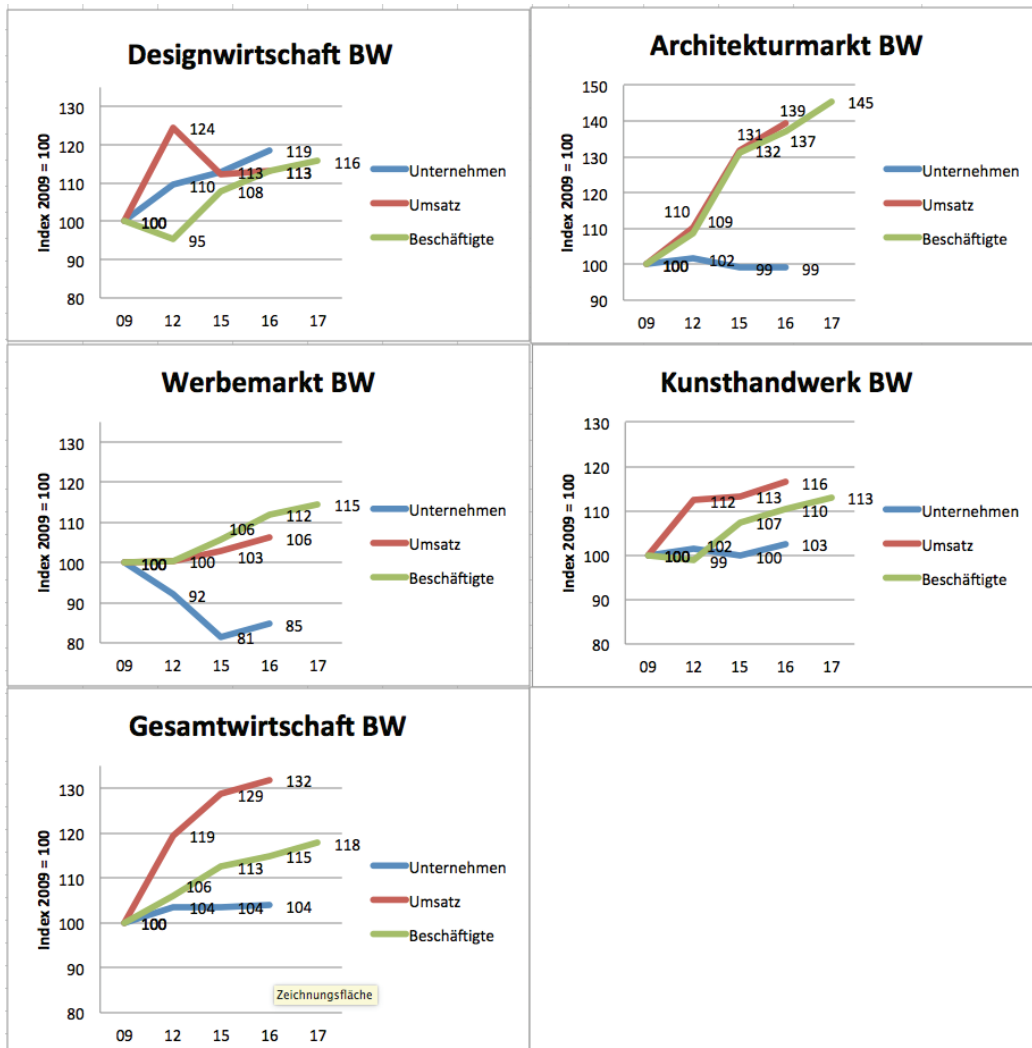 Designwirtschaft BW
Index 2009 = 100
130
120
110
100
90
80
124
119
116
110
113
113
108
100
95
09 12 15 16 17
Unternehmen
Umsatz
Beschäftigte
Architekturmarkt BW
Index 2009 = 100
150
140
130
120
110
100
90
145
139
137
131
132
110
109
100
102
99
99
09 12 15 16 17
Unternehmen
Umsatz
Beschäftigte
Werbemarkt BW
Index 2009 = 100
130
120
110
100
90
80
115
112
106
106
103
100
100
92
81
85
09 12 15 16 17
Unternehmen
Umsatz
Beschäftigte
Kunsthandwerk BW
Index 2009 = 100
130
120
110
100
90
80
116
113
112
113
110
107
100
102
99
100
103
09 12 15 16 17
Unternehmen
Umsatz
Beschäftigte
Gesamtwirtschaft BW
Index 2009 = 100
130
120
110
100
90
80
132
129
119
118
115
113
106
100
104
104
104
09 12 15 16 17
Unternehmen
Umsatz
Beschäftigte
Zeichnungsfläche